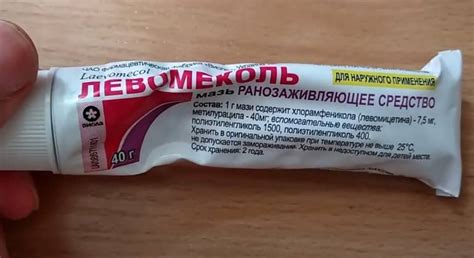 Laevomecol
ЛЕВОМЕКОЛЬ
ДЛЯ НАРУЖНОГО ПРИМЕНЕНИЯ
мазь РАНОЗАЖИВЛЯЮЩЕЕ СРЕДСТВО
Состав: 1 г мази содержит хлорамфеникола (левомицетина) - 7,5 мг,
метилурацила - 40мг; вспомогательные вещества:
полиэтиленгликоль 1500, полиэтиленгликоль 400.
Хранить в оригинальной упаковке при температуре не выше 25°С,
не допускается замораживание. Хранить в недоступном для детей месте.
Срок хранения: 2 года.
40 г